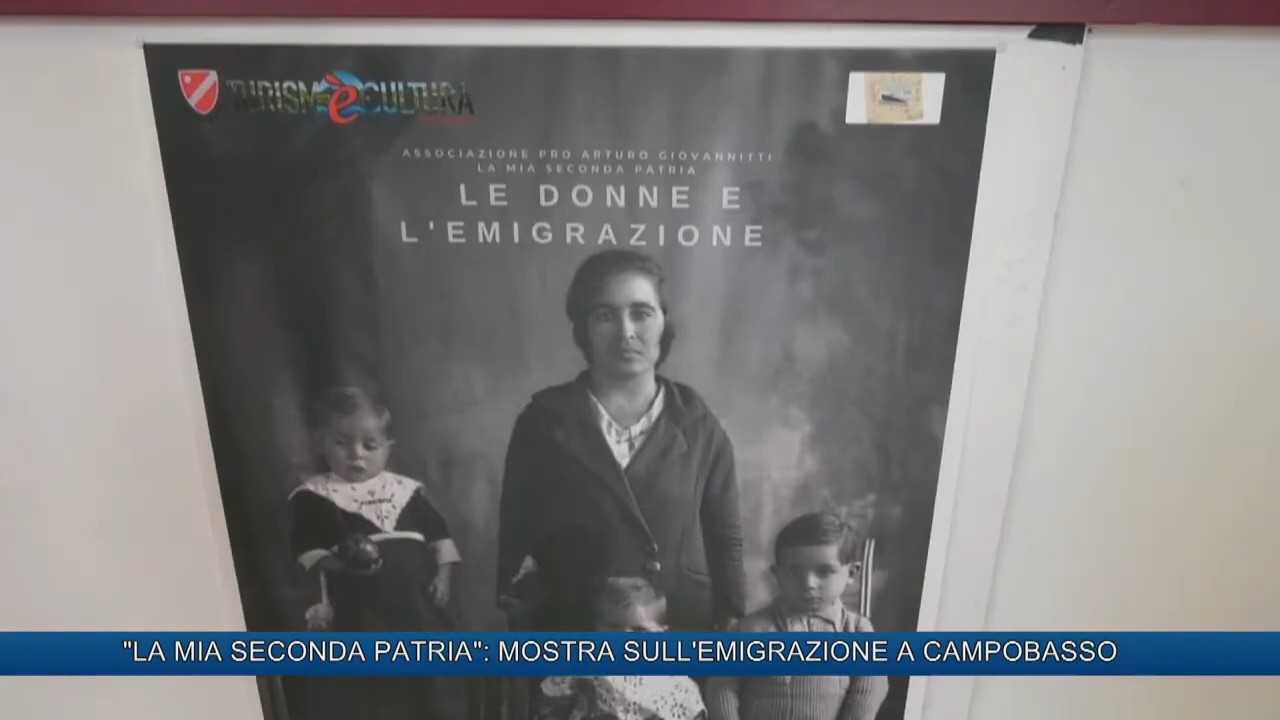 TURISMO è CULTURA
ASSOCIAZIONE PRO ARTURO GIOVANNITTI
LA MIA SECONDA PATRIA
LE DONNE E
L'EMIGRAZIONE
"LA MIA SECONDA PATRIA": MOSTRA SULL'EMIGRAZIONE A CAMPOBASSO